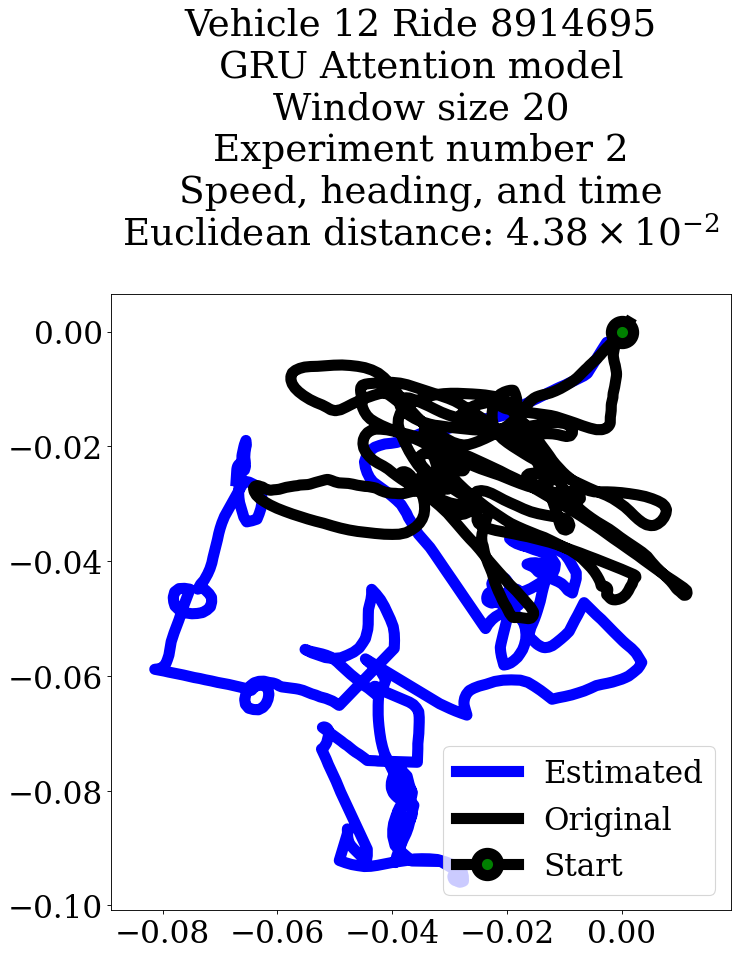 Vehicle 12 Ride 8914695
GRU Attention model
Window size 20
Experiment number 2
Speed, heading, and time
Euclidean distance: 4.38 × 10⁻²
0.00
−0.02
−0.04
−0.06
−0.08
−0.10
Estimated
Original
Start
−0.08 −0.06 −0.04 −0.02 0.00